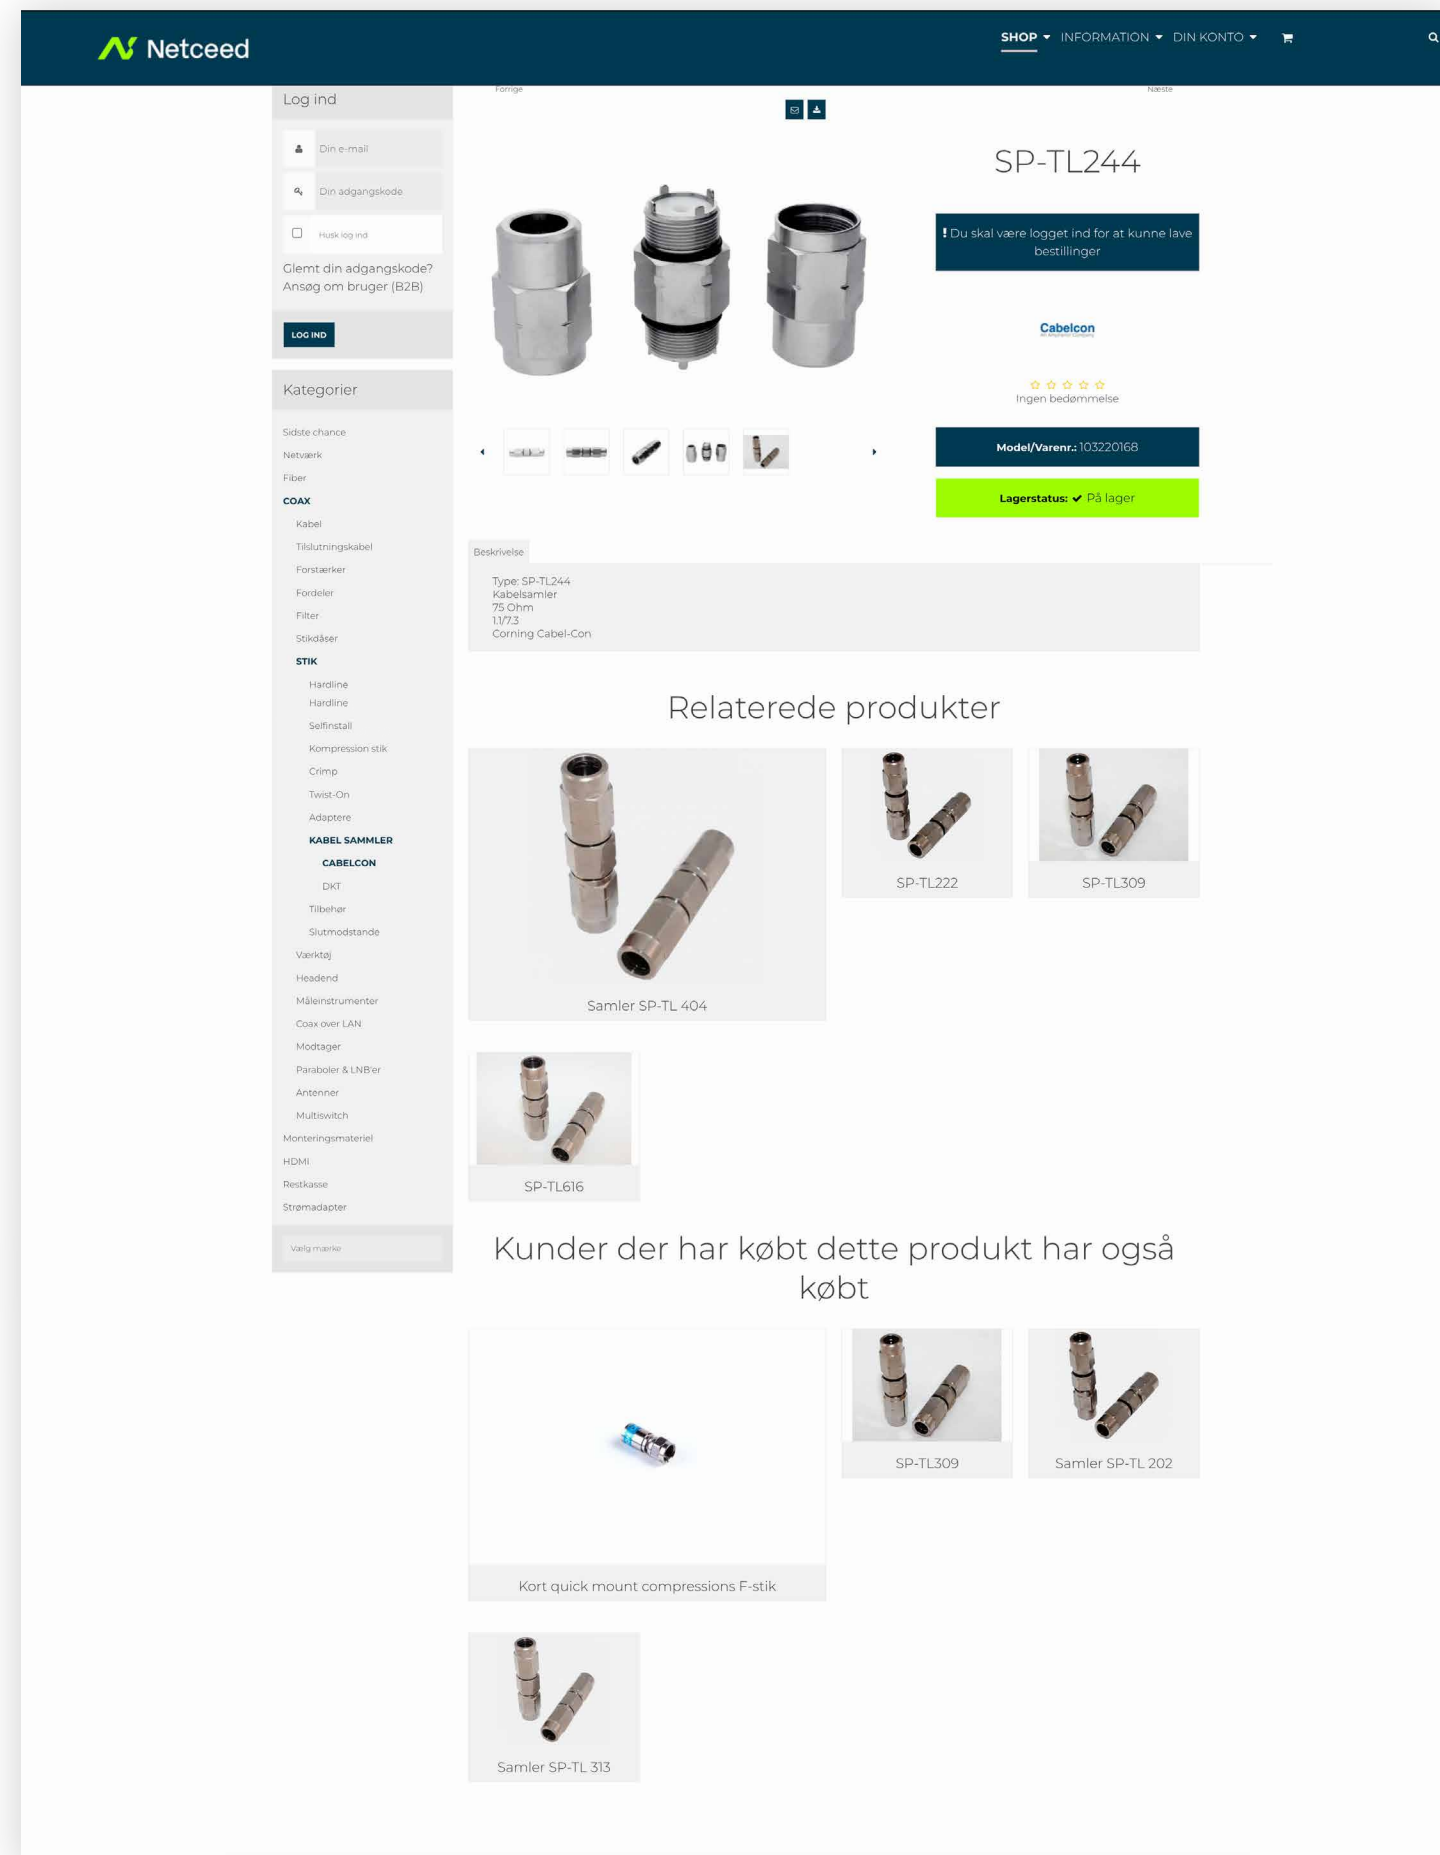 Netceed
SHOP INFORMATION DIN KONTO
Log ind
Din e-mail
Din adgangskode
Husk log ind
Glemt din adgangskode?
Ansøg om bruger (B2B)
LOG IND
Kategorier
Sidste chance
Netværk
Fiber
COAX
Kabel
Tilslutningskabel
Forstærker
Fordeler
Filter
Stikdåser
STIK
Hardline
Hardline
Selfinstall
Kompression stik
Crimp
Twist-On
Adaptere
KABEL SAMMLER
CABELCON
DKT
Tilbehør
Slutmodstande
Værktøj
Headend
Måleinstrumenter
Coax over LAN
Modtager
Paraboler & LNB'er
Antenner
Multiswitch
Monteringsmateriel
HDMI
Restkasse
Strømadapter
Vælg mærke
Forrige
Næste
SP-TL244
! Du skal være logget ind for at kunne lave
bestillinger
Cabelcon
Ingen bedømmelse
Model/Varenr.: 103220168
Lagerstatus: ✔ På lager
Beskrivelse
Type: SP-TL244
Kabelsamler
75 Ohm
1.1/7.3
Corning Cabel-Con
Relaterede produkter
Samler SP-TL 404
SP-TL222
SP-TL309
SP-TL616
Kunder der har købt dette produkt har også
købt
Kort quick mount compressions F-stik
SP-TL309
Samler SP-TL 202
Samler SP-TL 313